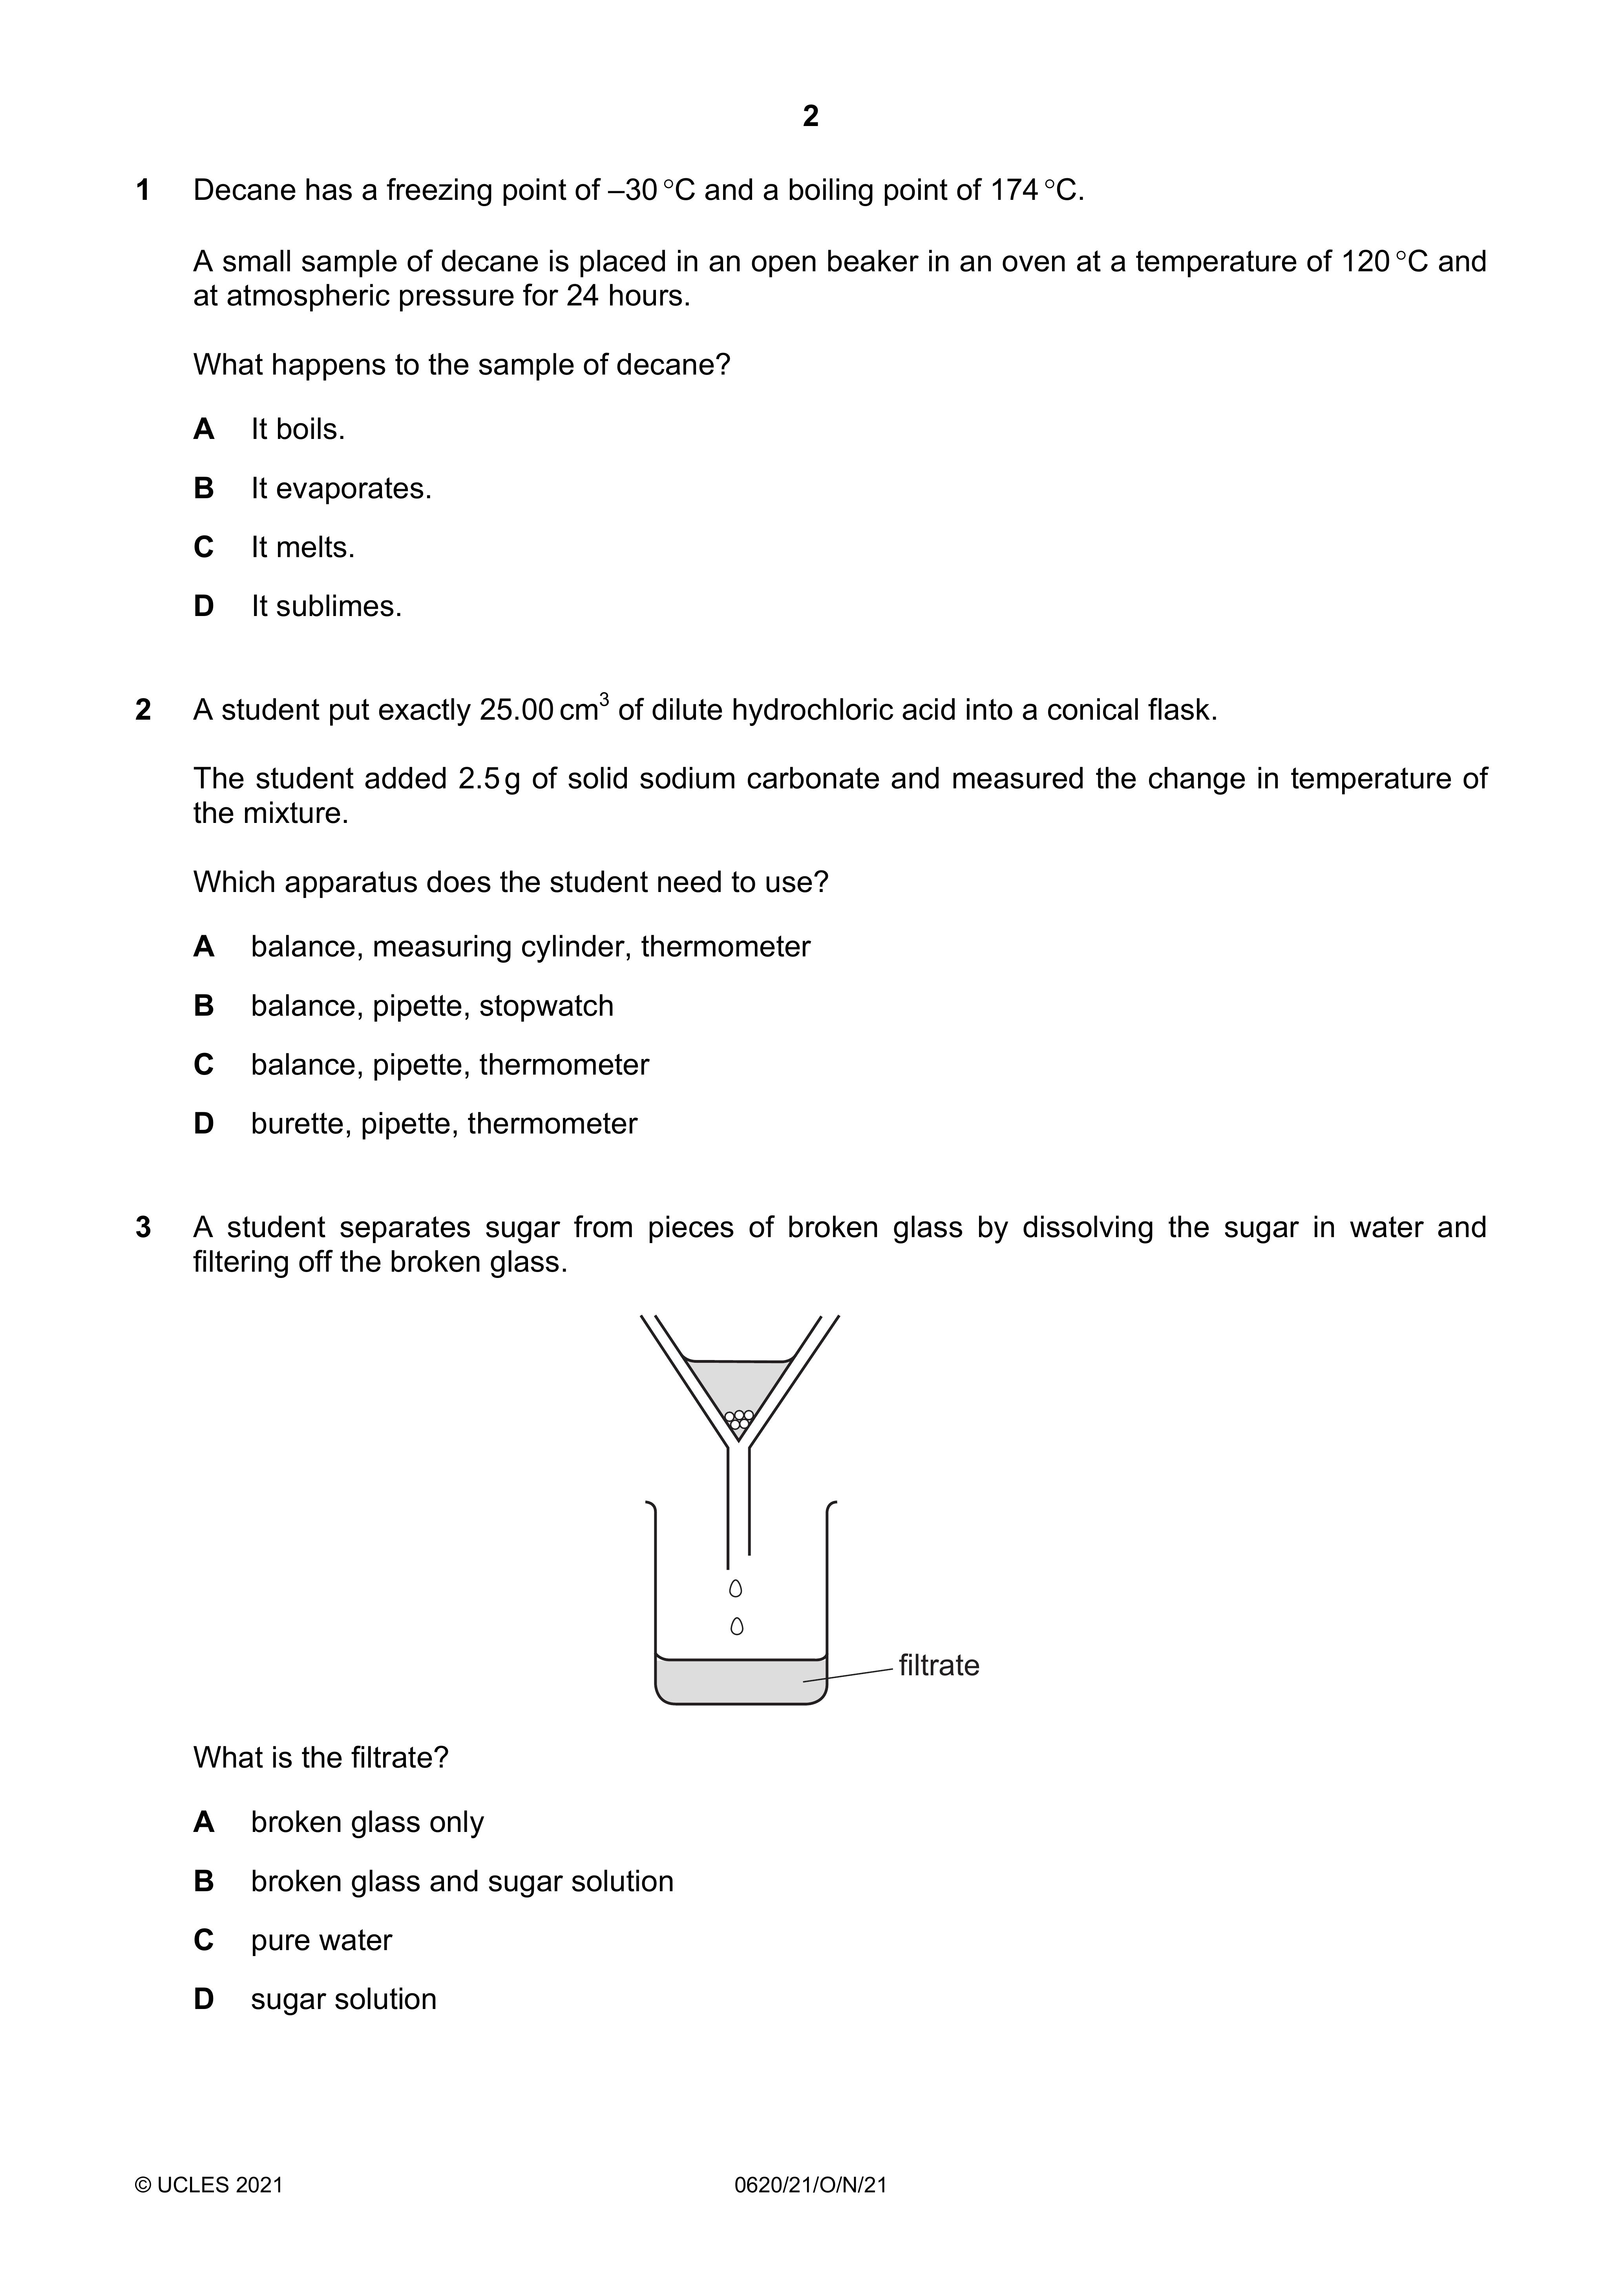 2
1 Decane has a freezing point of –30 °C and a boiling point of 174 °C.
A small sample of decane is placed in an open beaker in an oven at a temperature of 120 °C and
at atmospheric pressure for 24 hours.
What happens to the sample of decane?
A It boils.
B It evaporates.
C It melts.
D It sublimes.
2 A student put exactly 25.00 cm³ of dilute hydrochloric acid into a conical flask.
The student added 2.5 g of solid sodium carbonate and measured the change in temperature of
the mixture.
Which apparatus does the student need to use?
A balance, measuring cylinder, thermometer
B balance, pipette, stopwatch
C balance, pipette, thermometer
D burette, pipette, thermometer
3 A student separates sugar from pieces of broken glass by dissolving the sugar in water and
filtering off the broken glass.
filtrate
What is the filtrate?
A broken glass only
B broken glass and sugar solution
C pure water
D sugar solution
© UCLES 2021 0620/21/O/N/21